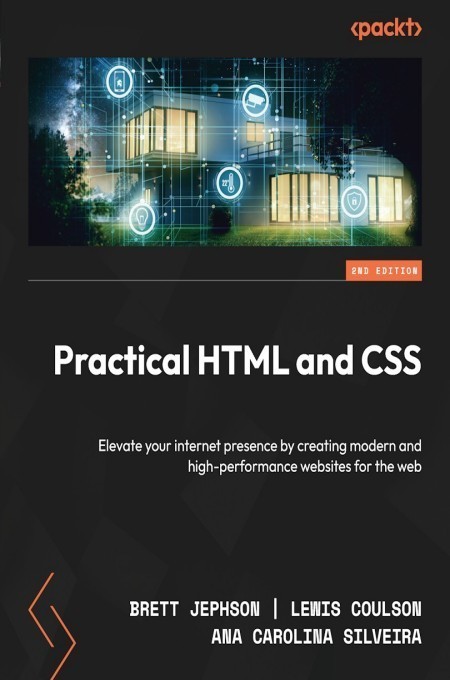 <packt>
2ND EDITION
Practical HTML and CSS
Elevate your internet presence by creating modern and
high-performance websites for the web
BRETT JEPHSON | LEWIS COULSON
ANA CAROLINA SILVEIRA